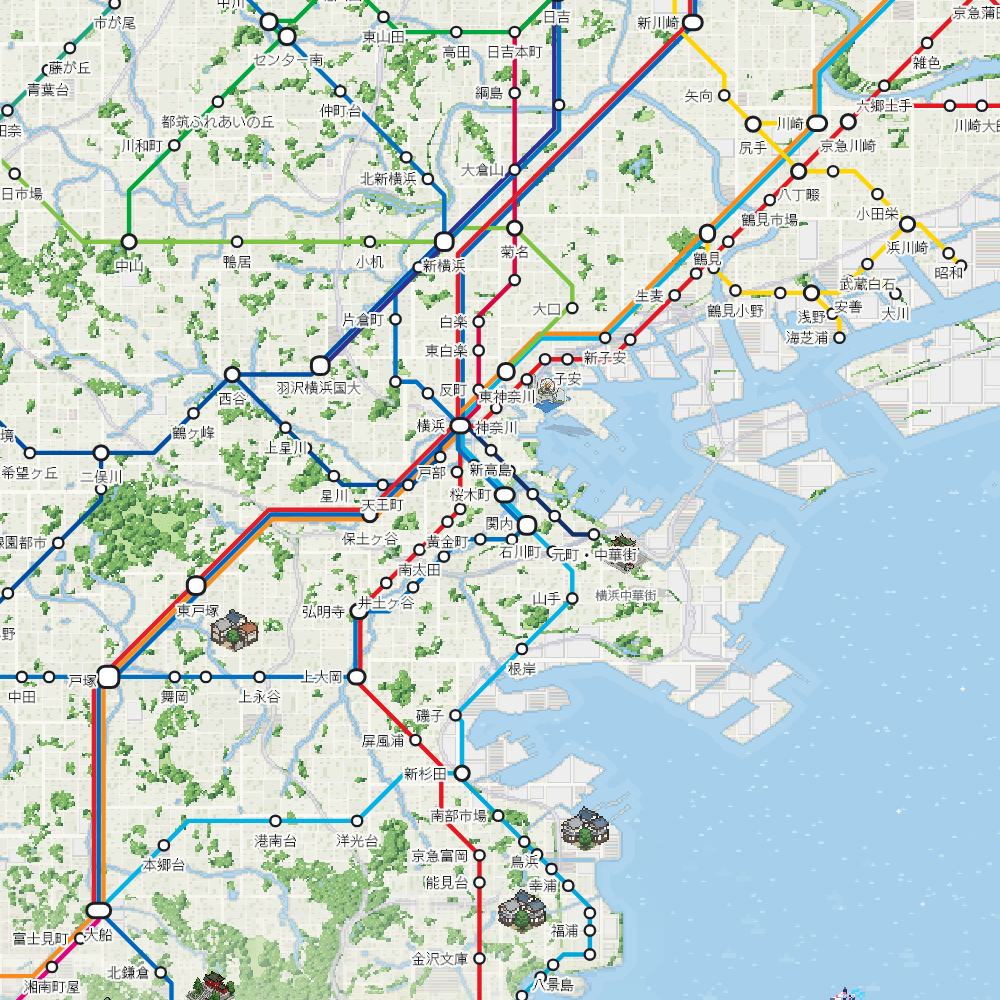 市が尾
中川
東山田
高田
日吉本町
日吉
新川崎
京急蒲田
雑色
藤が丘
センター南
青葉台
綱島
矢向
六郷土手
仲町台
都筑ふれあいの丘
川崎
田奈
川和町
尻手
京急川崎
川崎大師
大倉山
北新横浜
八丁畷
日市場
鶴見市場
小田栄
浜川崎
菊名
鶴見
中山
鴨居
小机
新横浜
昭和
武蔵白石
生麦
大口
鶴見小野
安善
大川
浅野
片倉町
白楽
海芝浦
東白楽
新子安
子安
羽沢横浜国大
反町
東神奈川
西谷
横浜
神奈川
鶴ヶ峰
境
上星川
希望ヶ丘
二俣川
戸部
新高島
星川
桜木町
天王町
関内
緑園都市
保土ヶ谷
黄金町
石川町
元町・中華街
南太田
横浜中華街
東戸塚
弘明寺
井土ヶ谷
山手
野
根岸
戸塚
上大岡
中田
舞岡
上永谷
磯子
屏風浦
新杉田
南部市場
港南台
洋光台
本郷台
京急富岡
鳥浜
能見台
幸浦
大船
福浦
富士見町
金沢文庫
北鎌倉
湘南町屋
八景島